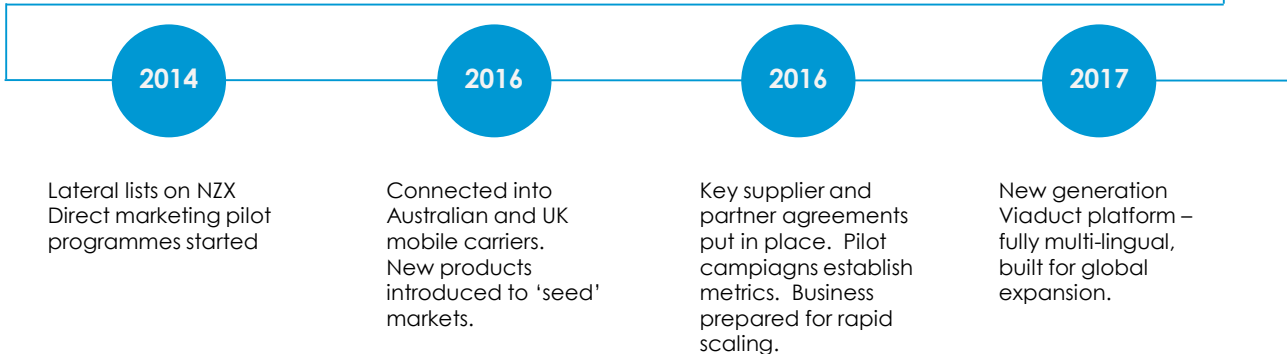 2014
Lateral lists on NZX
Direct marketing pilot
programmes started
2016
Connected into
Australian and UK
mobile carriers.
New products
introduced to ‘seed’
markets.
2016
Key supplier and
partner agreements
put in place.  Pilot
campiagns establish
metrics.  Business
prepared for rapid
scaling.
2017
New generation
Viaduct platform –
fully multi-lingual,
built for global
expansion.